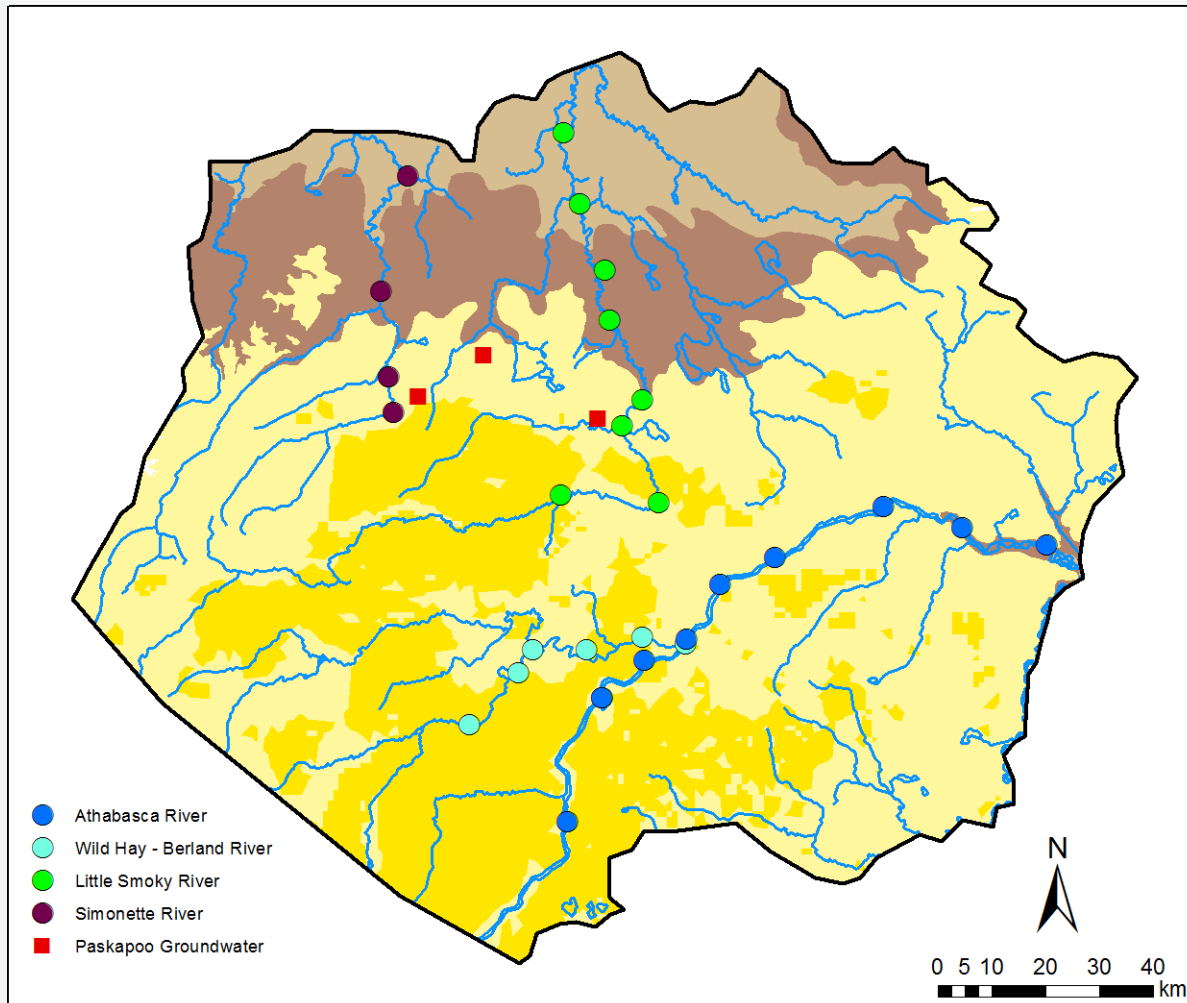 Athabasca River
Wild Hay - Berland River
Little Smoky River
Simonette River
Paskapoo Groundwater
N
0 5 10 20 30 40
km